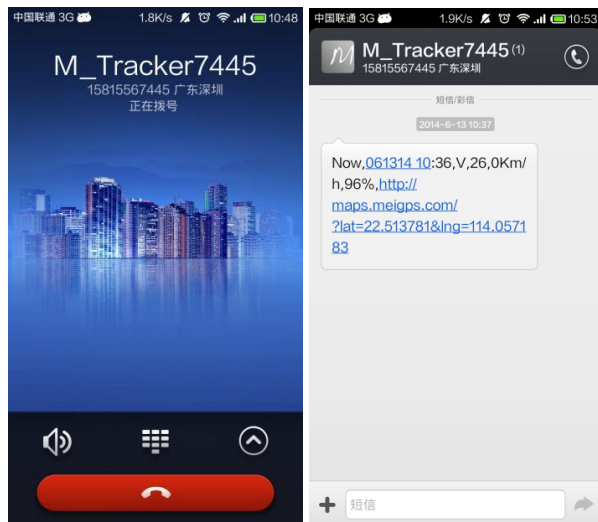 中国联通 3G 1.8K/s 10:48
M_Tracker7445
15815567445 广东深圳
正在拨号
中国联通 3G 1.9K/s 10:53
M_Tracker7445 (1)
15815567445 广东深圳
短信/彩信
2014-6-13 10:37
Now,061314 10:36,V,26,0Km/
h,96%,http://
maps.meigps.com/
?lat=22.513781&lng=114.0571
83
短信